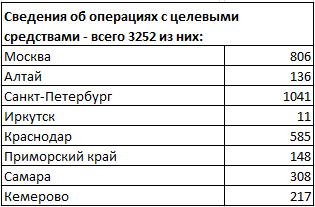 Сведения об операциях с целевыми
средствами - всего 3252 из них:
Москва 806
Алтай 136
Санкт-Петербург 1041
Иркутск 11
Краснодар 585
Приморский край 148
Самара 308
Кемерово 217